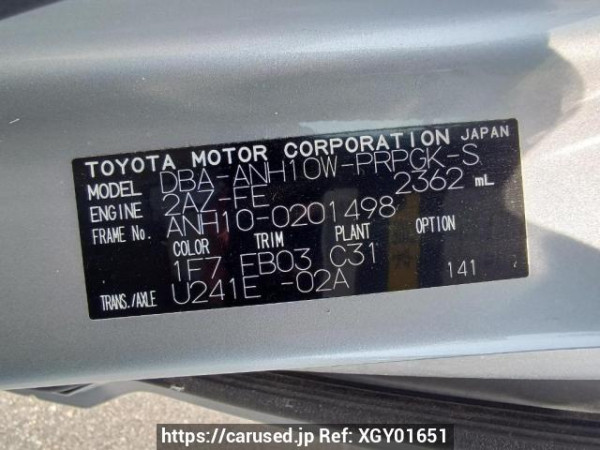 TOYOTA MOTOR CORPORATION JAPAN
MODEL DBA-ANH10W-PRPGK-S
ENGINE 2AZ-FE 2362 mL
FRAME No. ANH10-0201498
COLOR TRIM PLANT OPTION
1F7 FB03 C31
TRANS./AXLE U241E -02A 141
https://carused.jp Ref: XGY01651